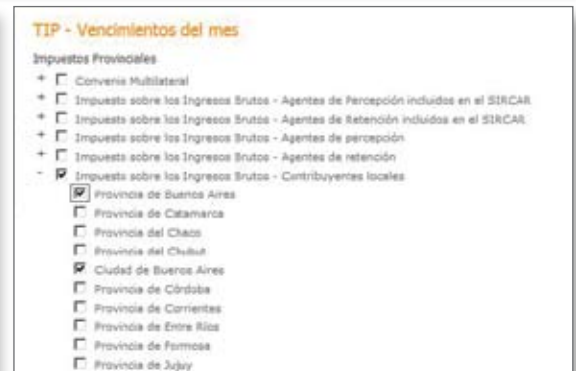 TIP - Vencimientos del mes
Impuestos Provinciales
+ Convenio Multilateral
+ Impuesto sobre los Ingresos Brutos - Agentes de Percepción incluidos en el SIRCAR
+ Impuesto sobre los Ingresos Brutos - Agentes de Retención incluidos en el SIRCAR
+ Impuesto sobre los Ingresos Brutos - Agentes de percepción
+ Impuesto sobre los Ingresos Brutos - Agentes de retención
- Impuesto sobre los Ingresos Brutos - Contribuyentes locales
Provincia de Buenos Aires
Provincia de Catamarca
Provincia del Chaco
Provincia del Chubut
Ciudad de Buenos Aires
Provincia de Córdoba
Provincia de Corrientes
Provincia de Entre Ríos
Provincia de Formosa
Provincia de Jujuy